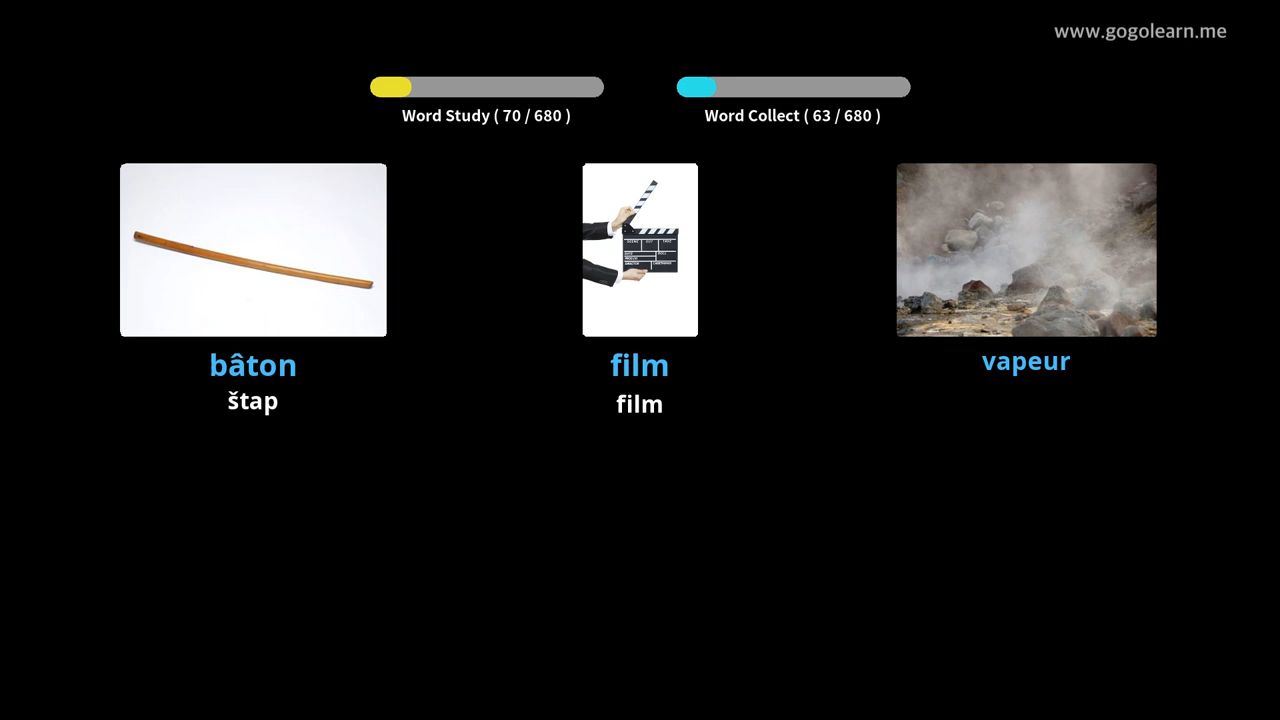 www.gogolearn.me
Word Study ( 70 / 680 )
Word Collect ( 63 / 680 )
bâton
štap
film
film
vapeur